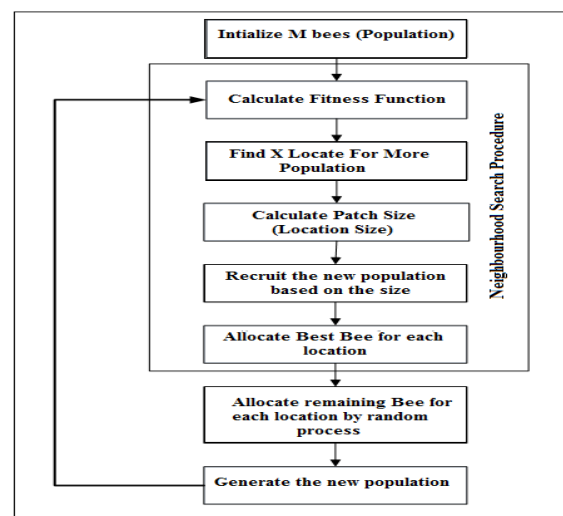 Intialize M bees (Population)
Calculate Fitness Function
Find X Locate For More
Population
Calculate Patch Size
(Location Size)
Recruit the new population
based on the size
Allocate Best Bee for each
location
Allocate remaining Bee for
each location by random
process
Generate the new population
Neighbourhood Search Procedure